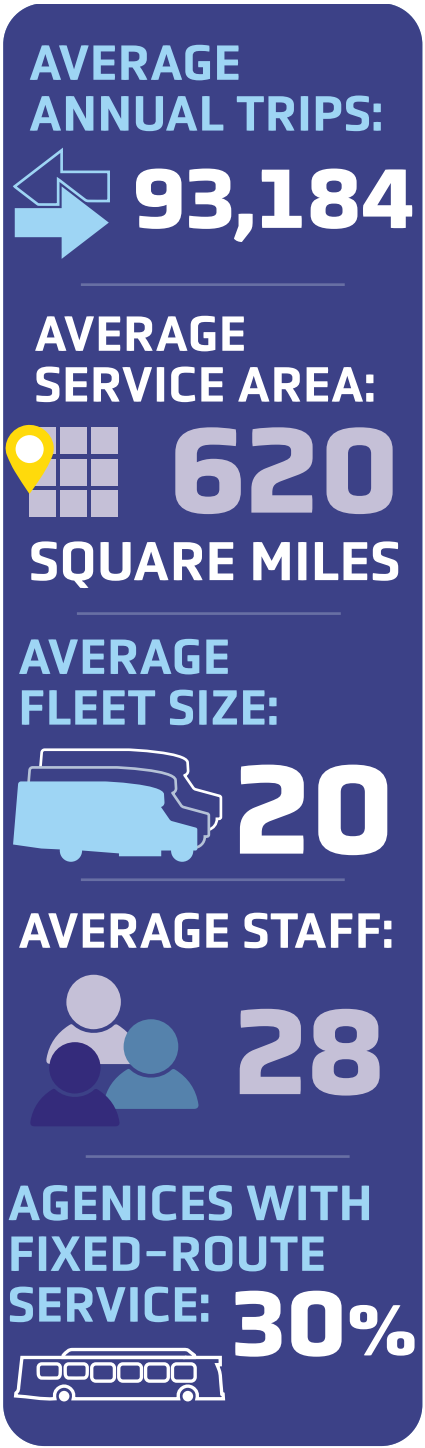 AVERAGE
ANNUAL TRIPS:
93,184
AVERAGE
SERVICE AREA:
620
SQUARE MILES
AVERAGE
FLEET SIZE:
20
AVERAGE STAFF:
28
AGENICES WITH
FIXED-ROUTE
SERVICE: 30%